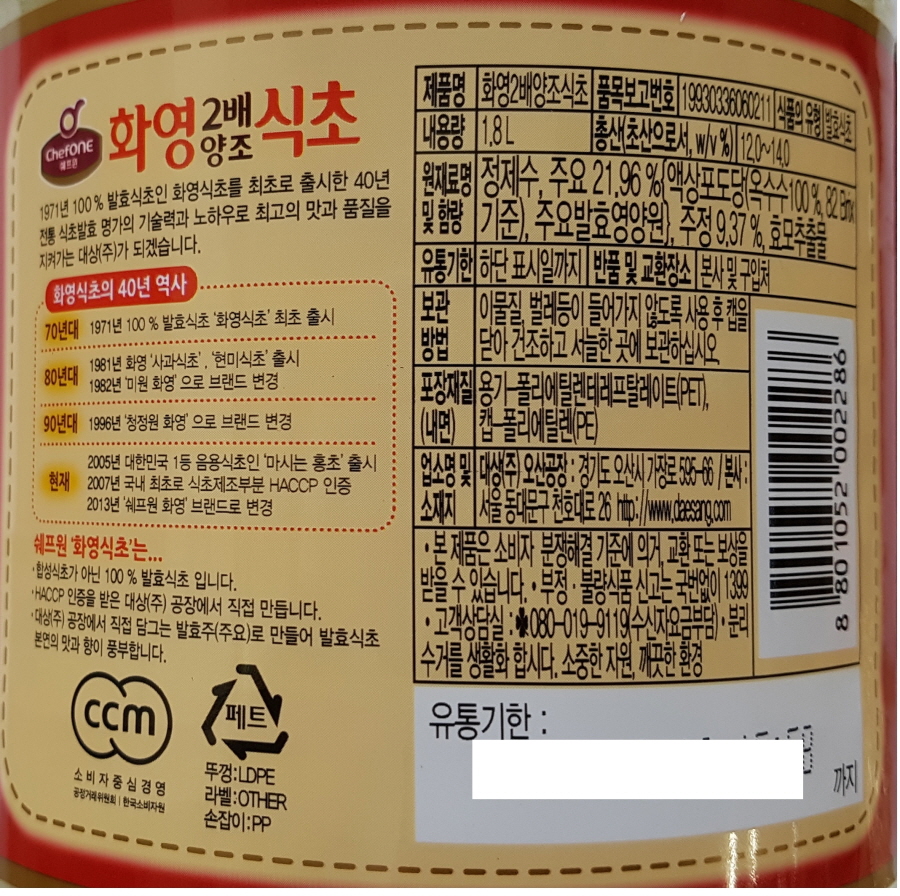 ChefONE
쉐프원
화영 2배 양조 식초
1971년 100 % 발효식초인 화영식초를 최초로 출시한 40년
전통 식초발효 명가의 기술력과 노하우로 최고의 맛과 품질을
지켜가는 대상(주)가 되겠습니다.
화영식초의 40년 역사
70년대 1971년 100 % 발효식초 '화영식초' 최초 출시
80년대 1981년 화영 '사과식초', '현미식초' 출시
1982년 '미원 화영' 으로 브랜드 변경
90년대 1996년 '청정원 화영' 으로 브랜드 변경
현재 2005년 대한민국 1등 음용식초인 '마시는 홍초' 출시
2007년 국내 최초로 식초제조부분 HACCP 인증
2013년 '쉐프원 화영' 브랜드로 변경
쉐프원 '화영식초'는...
·합성식초가 아닌 100 % 발효식초 입니다.
·HACCP 인증을 받은 대상(주) 공장에서 직접 만듭니다.
·대상(주) 공장에서 직접 담그는 발효주(주요)로 만들어 발효식초
본연의 맛과 향이 풍부합니다.
ccm
소비자중심경영
공정거래위원회 | 한국소비자원
페트
뚜껑:LDPE
라벨:OTHER
손잡이:PP
제품명 화영2배양조식초 품목보고번호 19930336060211 식품의 유형 발효식초
내용량 1.8 L 총산(초산으로서, w/v %) 12.0~14.0
원재료명 및 함량 정제수, 주요 21.96 %{액상포도당(옥수수100 %, 82 Brix
기준), 주요발효영양원}, 주정 9.37 %, 효모추출물
유통기한 하단 표시일까지 반품 및 교환장소 본사 및 구입처
보관 이물질, 벌레등이 들어가지 않도록 사용 후 캡을
방법 닫아 건조하고 서늘한 곳에 보관하십시오.
포장재질 용기-폴리에틸렌테레프탈레이트(PET),
(내면) 캡-폴리에틸렌(PE)
업소명 및 대상(주) 오산공장 : 경기도 오산시 가장로 595-66 / 본사 :
소재지 서울 동대문구 천호대로 26 http://www.daesang.com
·본 제품은 소비자 분쟁해결 기준에 의거, 교환 또는 보상을
받을 수 있습니다. ·부정·불량식품 신고는 국번없이 1399
·고객상담실 : 080-019-9119(수신자요금부담) ·분리
수거를 생활화 합시다. 소중한 자원, 깨끗한 환경
8 801052 002286
유통기한 :
까지